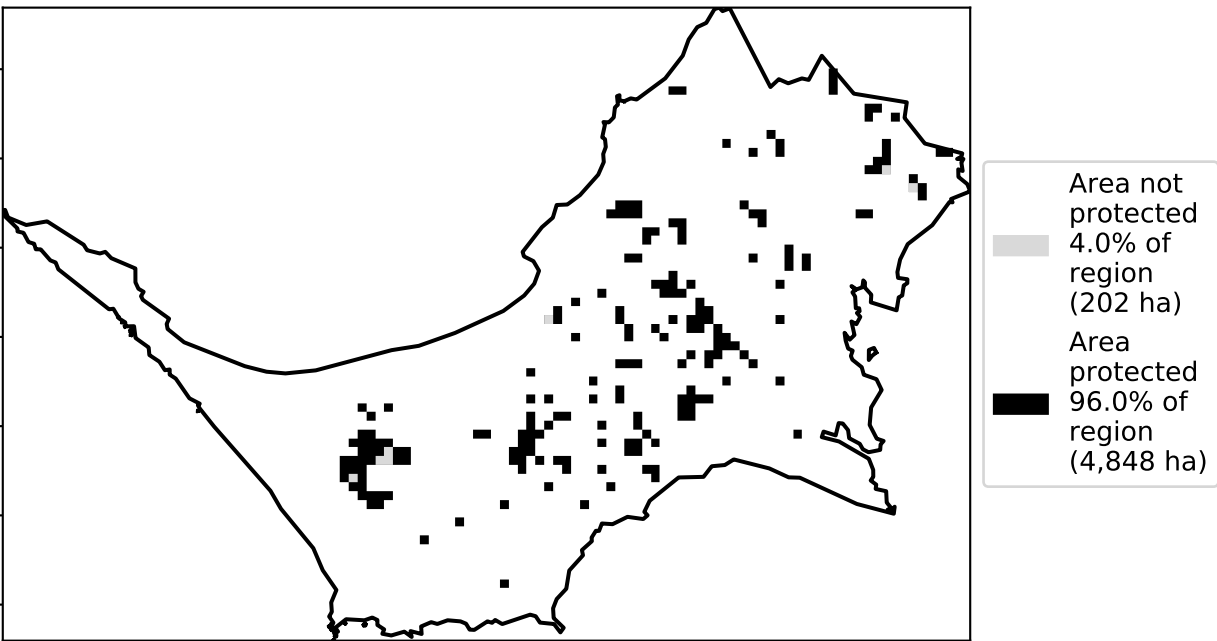 Area not
protected
4.0% of
region
(202 ha)
Area
protected
96.0% of
region
(4,848 ha)